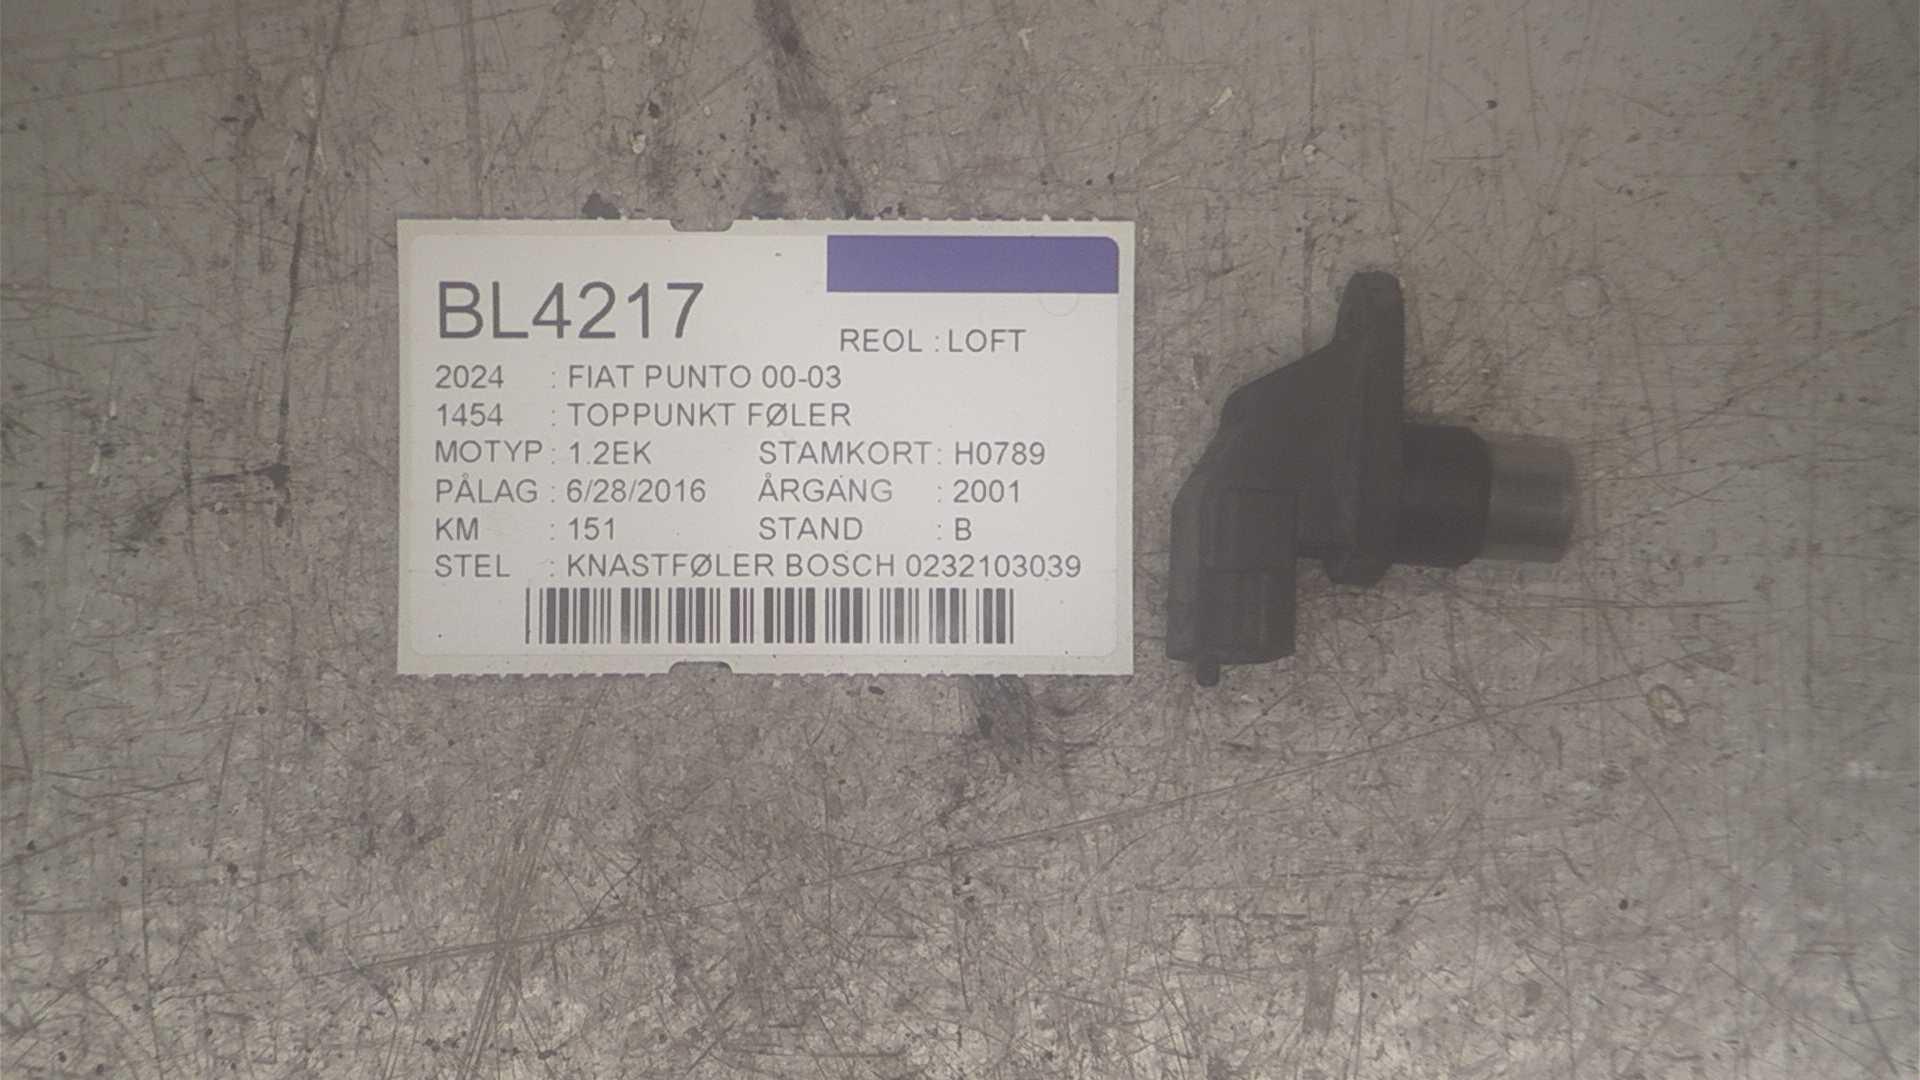 BL4217
REOL : LOFT
2024 : FIAT PUNTO 00-03
1454 : TOPPUNKT FØLER
MOTYP : 1.2EK STAMKORT : H0789
PÅLAG : 6/28/2016 ÅRGANG : 2001
KM : 151 STAND : B
STEL : KNASTFØLER BOSCH 0232103039